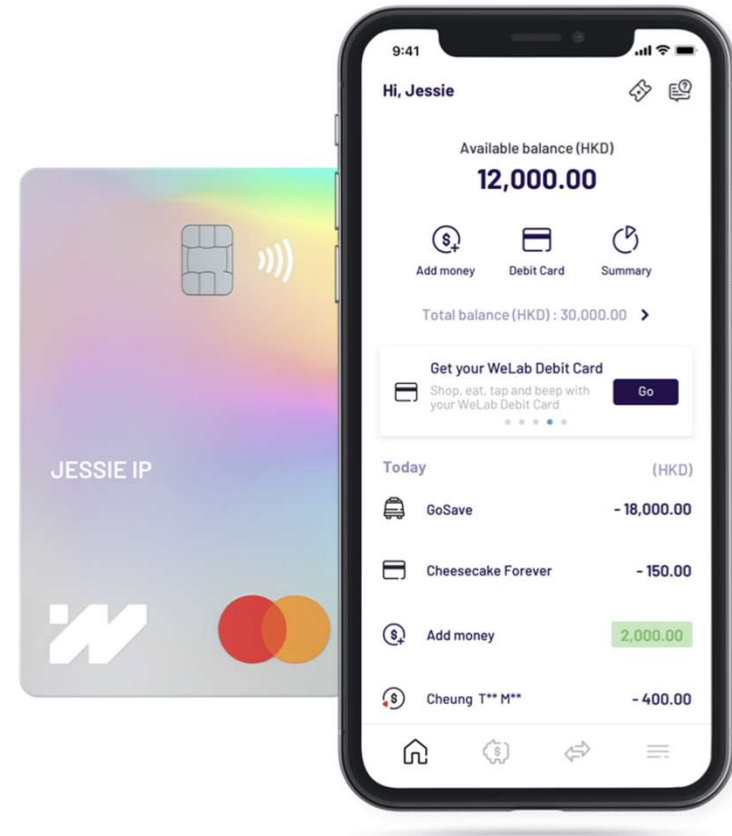 JESSIE IP
9:41
Hi, Jessie
Available balance (HKD)
12,000.00
Add money Debit Card Summary
Total balance (HKD) : 30,000.00
Get your WeLab Debit Card
Shop, eat, tap and beep with
your WeLab Debit Card
Go
Today (HKD)
GoSave - 18,000.00
Cheesecake Forever - 150.00
Add money 2,000.00
Cheung T** M** - 400.00